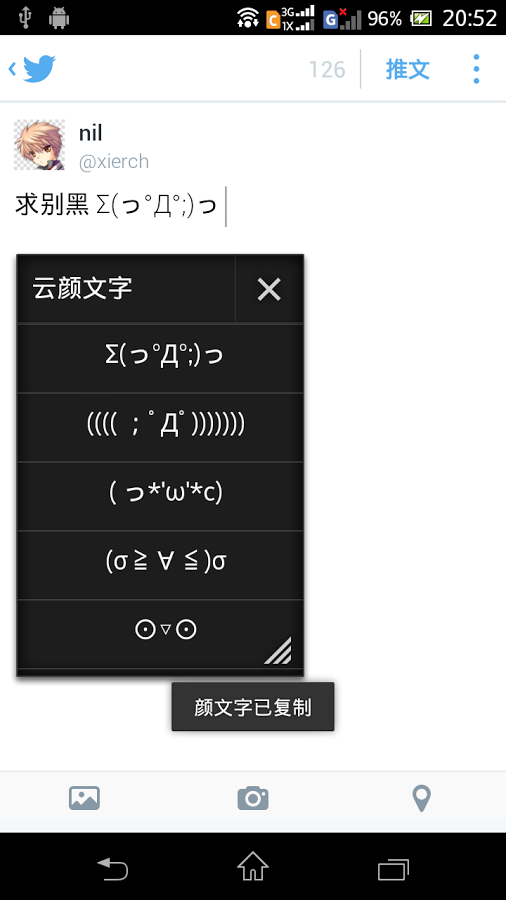 3G
C
1X
G
96%
20:52
126
推文
nil
@xierch
求别黑 Σ(っ°Д°;)っ
云颜文字
Σ(っ°Д°;)っ
(((( ；ﾟДﾟ)))))))
( っ*'ω'*c)
(σ≧∀≦)σ
⊙▽⊙
颜文字已复制